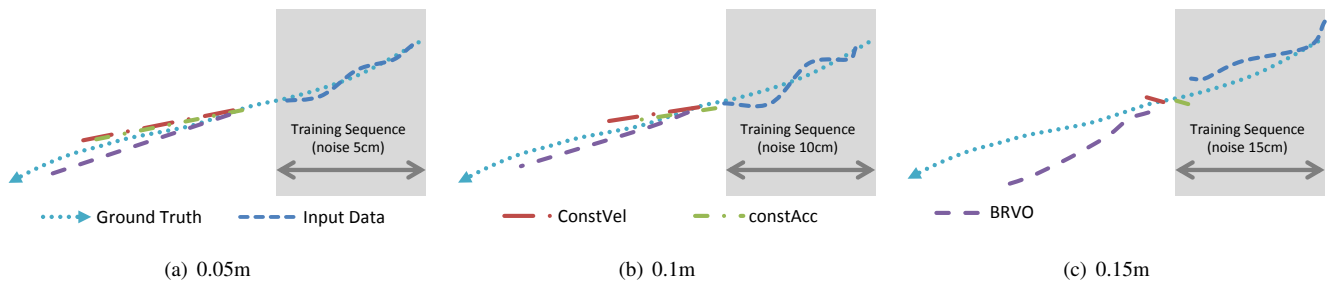 Training Sequence
(noise 5cm)
Training Sequence
(noise 10cm)
Training Sequence
(noise 15cm)
Ground Truth
Input Data
ConstVel
constAcc
BRVO
(a) 0.05m
(b) 0.1m
(c) 0.15m